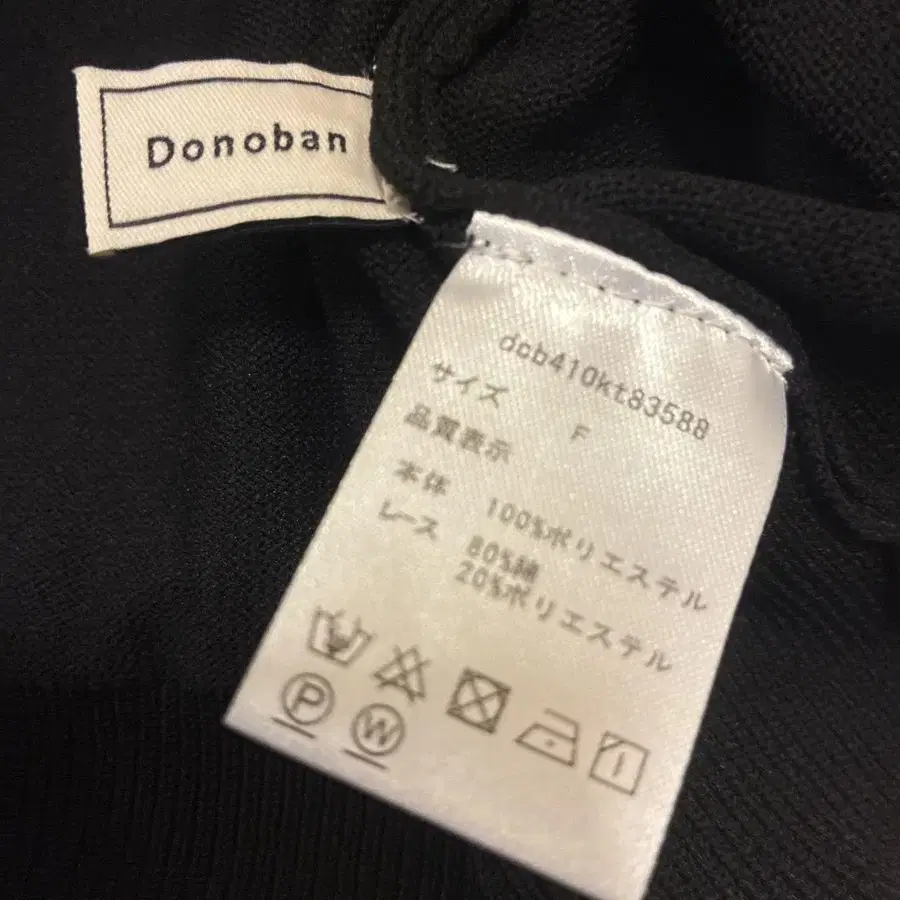 Donoban
dcb410kt83588
サイズ F
品質表示
本体 100%ポリエステル
レース 80%綿
20%ポリエステル
P
W